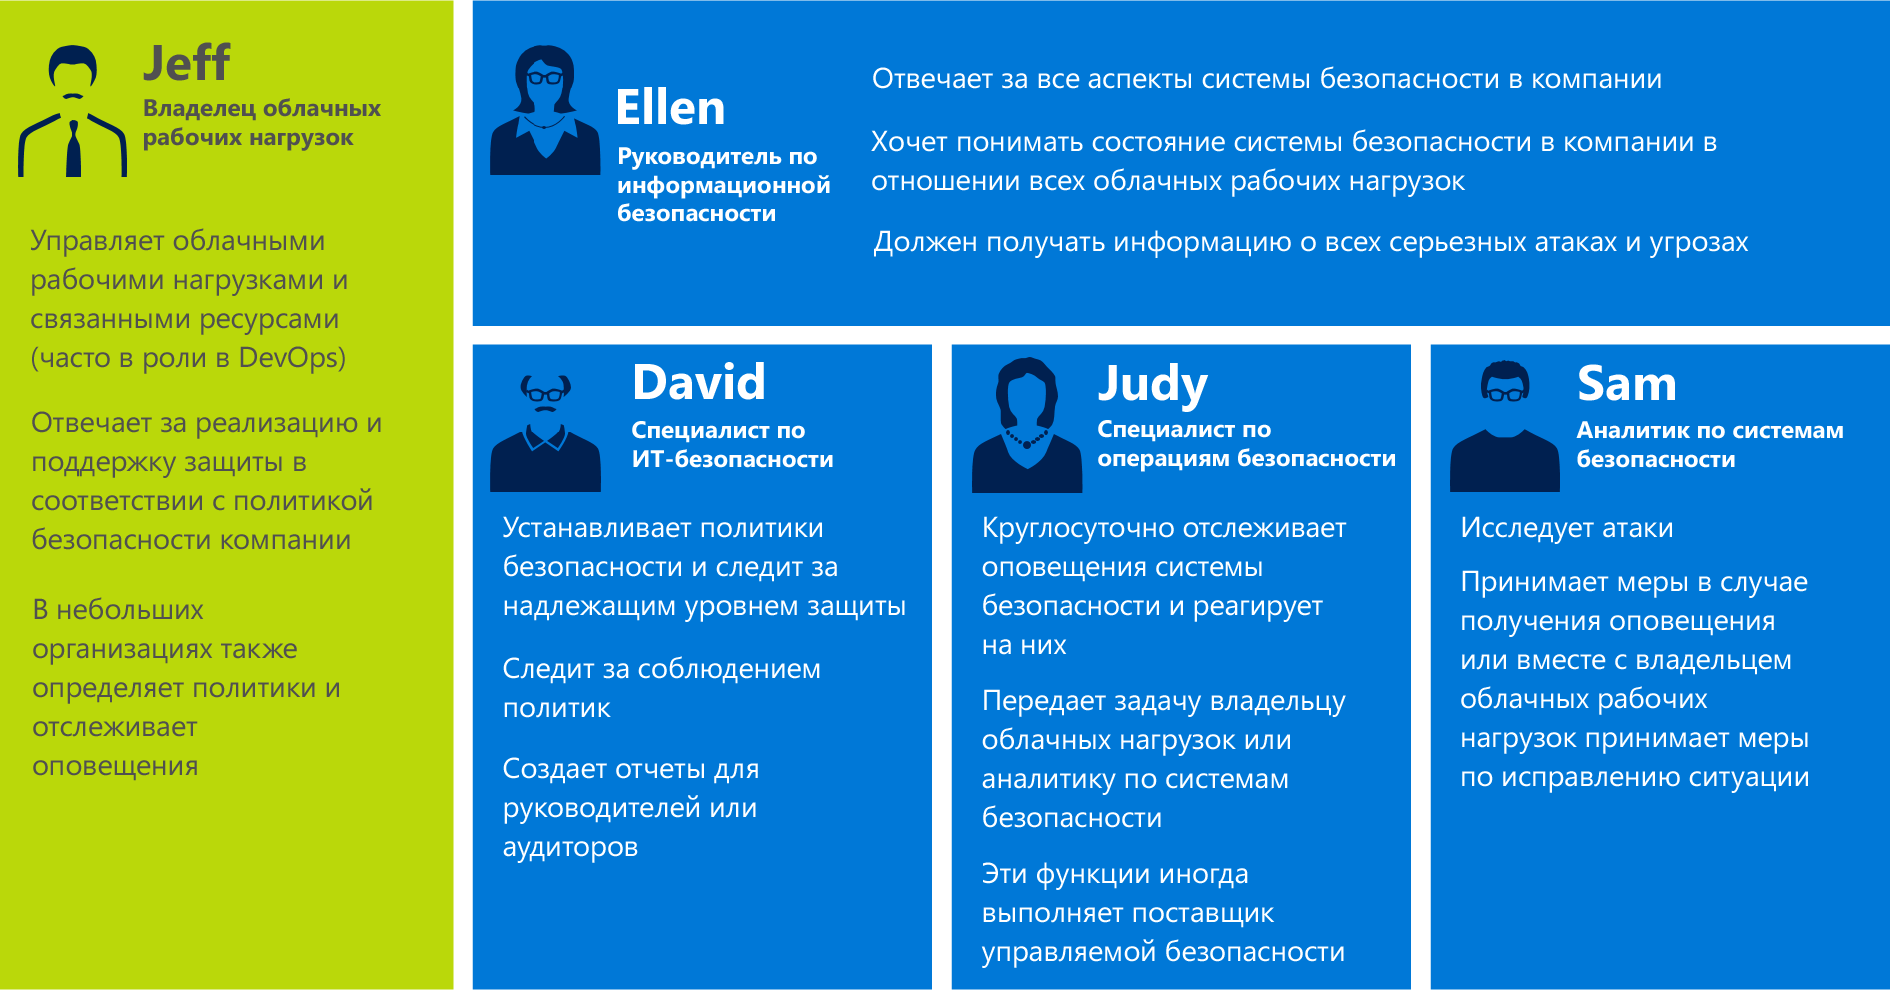 Jeff
Владелец облачных
рабочих нагрузок
Управляет облачными
рабочими нагрузками и
связанными ресурсами
(часто в роли в DevOps)
Отвечает за реализацию и
поддержку защиты в
соответствии с политикой
безопасности компании
В небольших
организациях также
определяет политики и
отслеживает
оповещения
Ellen
Руководитель по
информационной
безопасности
Отвечает за все аспекты системы безопасности в компании
Хочет понимать состояние системы безопасности в компании в
отношении всех облачных рабочих нагрузок
Должен получать информацию о всех серьезных атаках и угрозах
David
Специалист по
ИТ-безопасности
Устанавливает политики
безопасности и следит за
надлежащим уровнем защиты
Следит за соблюдением
политик
Создает отчеты для
руководителей или
аудиторов
Judy
Специалист по
операциям безопасности
Круглосуточно отслеживает
оповещения системы
безопасности и реагирует
на них
Передает задачу владельцу
облачных нагрузок или
аналитику по системам
безопасности
Эти функции иногда
выполняет поставщик
управляемой безопасности
Sam
Аналитик по системам
безопасности
Исследует атаки
Принимает меры в случае
получения оповещения
или вместе с владельцем
облачных рабочих
нагрузок принимает меры
по исправлению ситуации